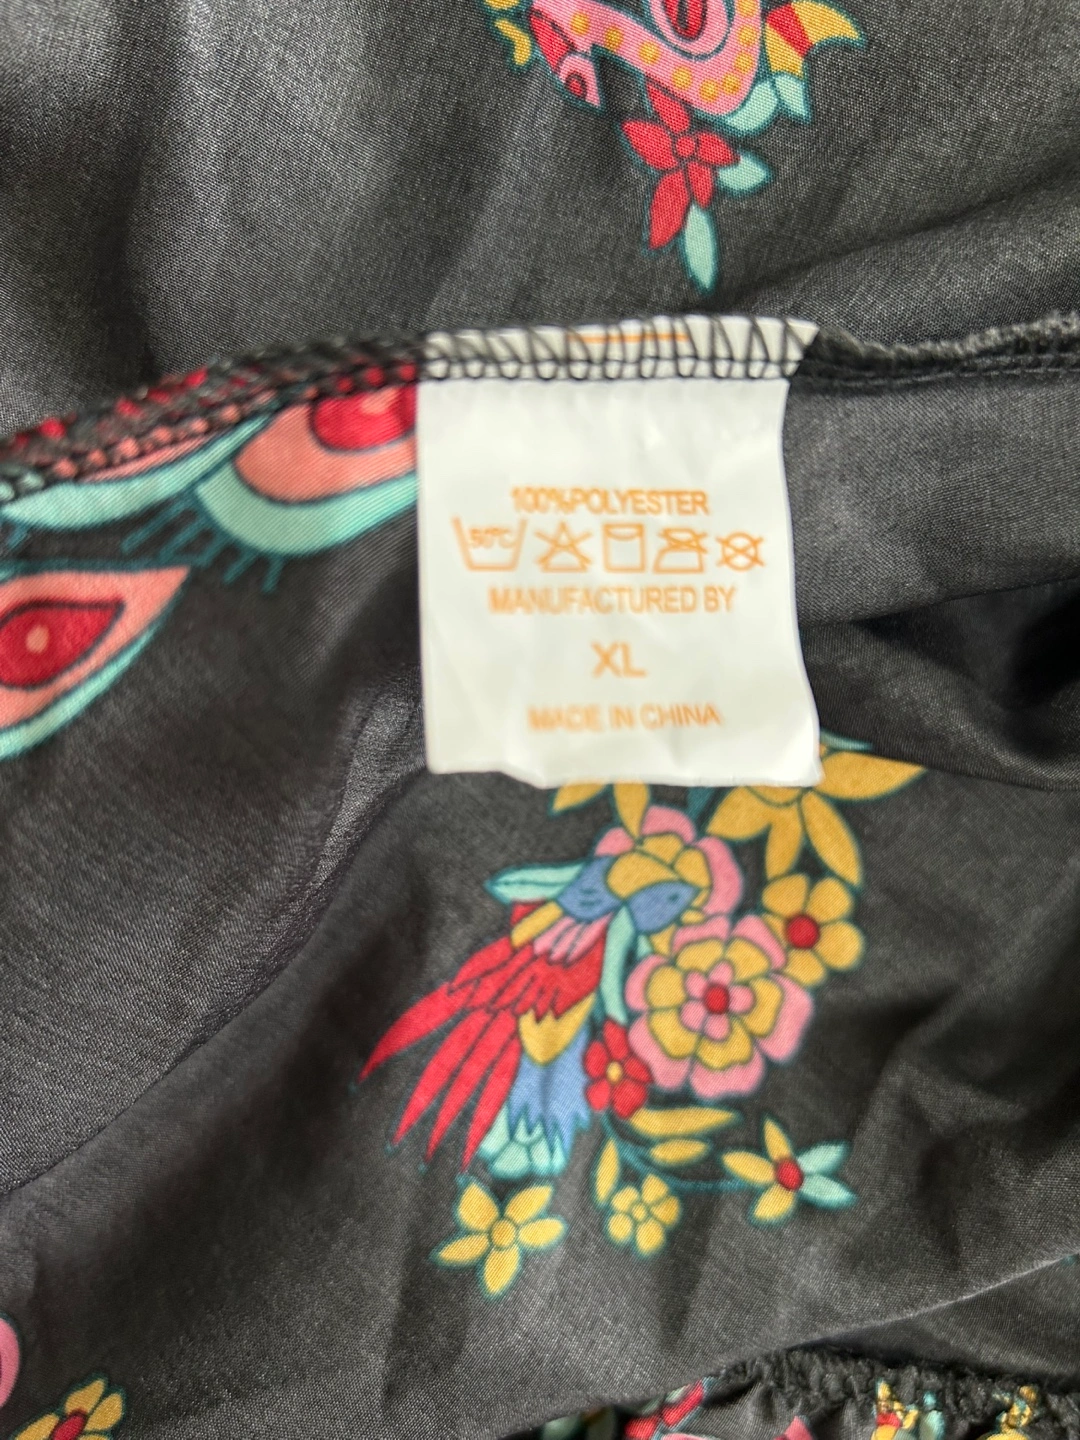 100%POLYESTER
50°C
MANUFACTURED BY
XL
MADE IN CHINA